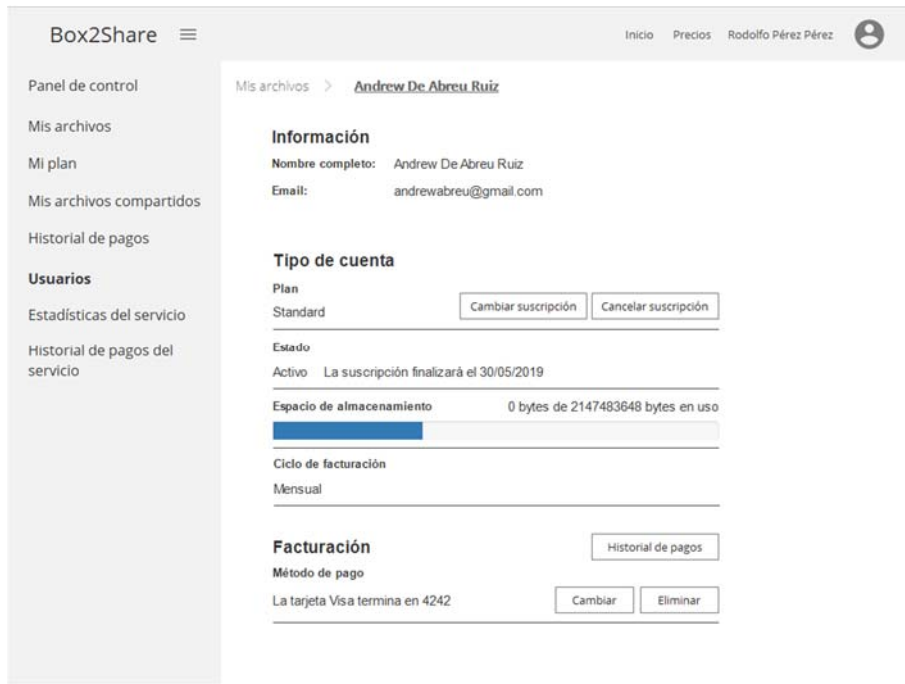 Box2Share
Inicio Precios Rodolfo Pérez Pérez
Panel de control
Mis archivos
Mi plan
Mis archivos compartidos
Historial de pagos
Usuarios
Estadísticas del servicio
Historial de pagos del
servicio
Mis archivos > Andrew De Abreu Ruiz
Información
Nombre completo: Andrew De Abreu Ruiz
Email: andrewabreu@gmail.com
Tipo de cuenta
Plan
Standard Cambiar suscripción Cancelar suscripción
Estado
Activo La suscripción finalizará el 30/05/2019
Espacio de almacenamiento 0 bytes de 2147483648 bytes en uso
Ciclo de facturación
Mensual
Facturación Historial de pagos
Método de pago
La tarjeta Visa termina en 4242 Cambiar Eliminar